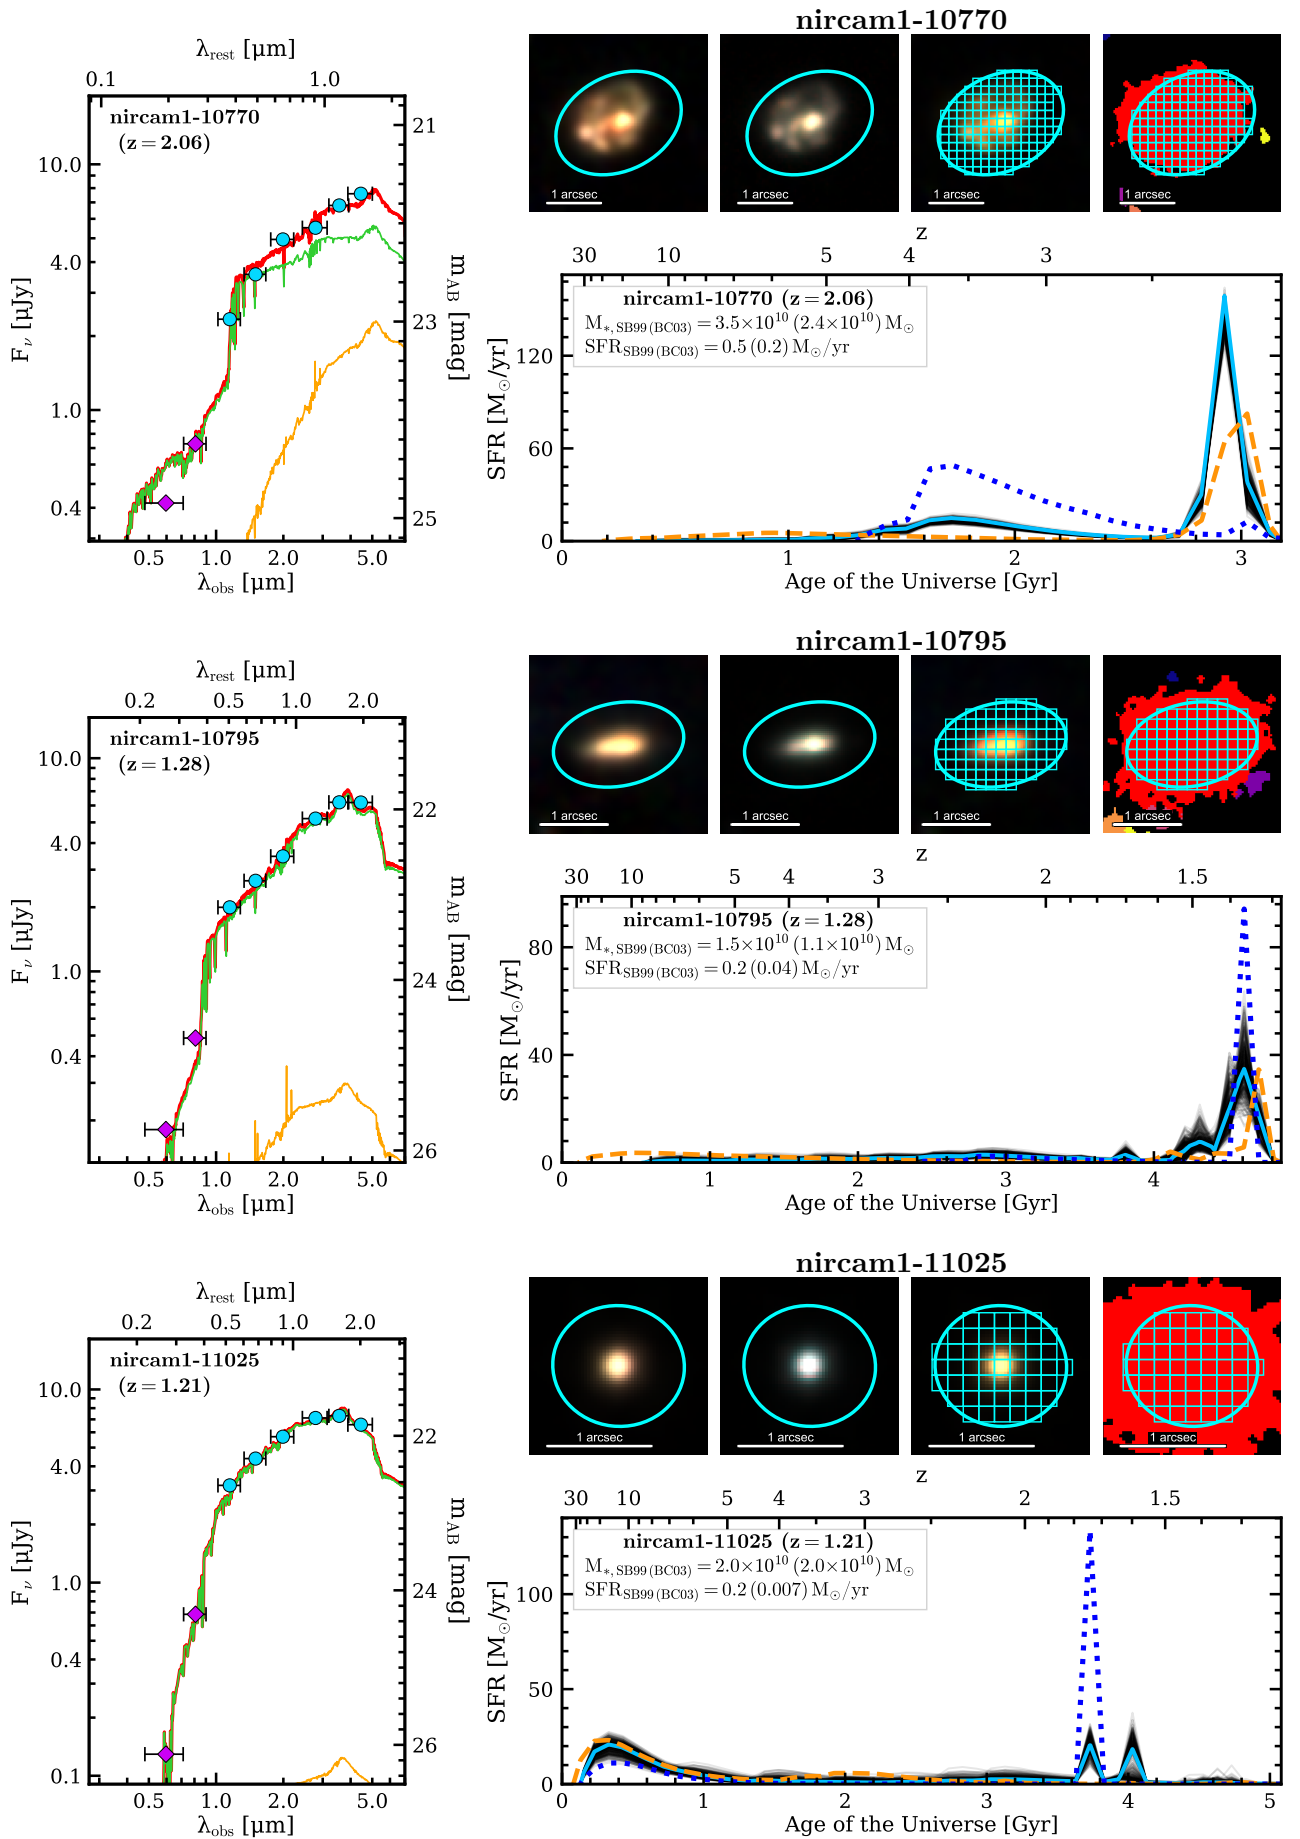 nircam1-10770
λrest [μm]
0.1 1.0
nircam1-10770
(z = 2.06)
10.0
4.0
1.0
0.4
Fν [μJy]
21
23
25
mAB [mag]
0.5 1.0 2.0 5.0
λobs [μm]
1 arcsec
1 arcsec
1 arcsec
1 arcsec
z
30 10 5 4 3
nircam1-10770 (z = 2.06)
M*, SB99 (BC03) = 3.5×10^10 (2.4×10^10) M⊙
SFRSB99 (BC03) = 0.5 (0.2) M⊙/yr
SFR [M⊙/yr]
120
60
0
0 1 2 3
Age of the Universe [Gyr]
nircam1-10795
λrest [μm]
0.2 0.5 1.0 2.0
nircam1-10795
(z = 1.28)
10.0
4.0
1.0
0.4
Fν [μJy]
22
24
26
mAB [mag]
0.5 1.0 2.0 5.0
λobs [μm]
1 arcsec
1 arcsec
1 arcsec
1 arcsec
z
30 10 5 4 3 2 1.5
nircam1-10795 (z = 1.28)
M*, SB99 (BC03) = 1.5×10^10 (1.1×10^10) M⊙
SFRSB99 (BC03) = 0.2 (0.04) M⊙/yr
SFR [M⊙/yr]
80
40
0
0 1 2 3 4
Age of the Universe [Gyr]
nircam1-11025
λrest [μm]
0.2 0.5 1.0 2.0
nircam1-11025
(z = 1.21)
10.0
4.0
1.0
0.4
0.1
Fν [μJy]
22
24
26
mAB [mag]
0.5 1.0 2.0 5.0
λobs [μm]
1 arcsec
1 arcsec
1 arcsec
1 arcsec
z
30 10 5 4 3 2 1.5
nircam1-11025 (z = 1.21)
M*, SB99 (BC03) = 2.0×10^10 (2.0×10^10) M⊙
SFRSB99 (BC03) = 0.2 (0.007) M⊙/yr
SFR [M⊙/yr]
100
50
0
0 1 2 3 4 5
Age of the Universe [Gyr]